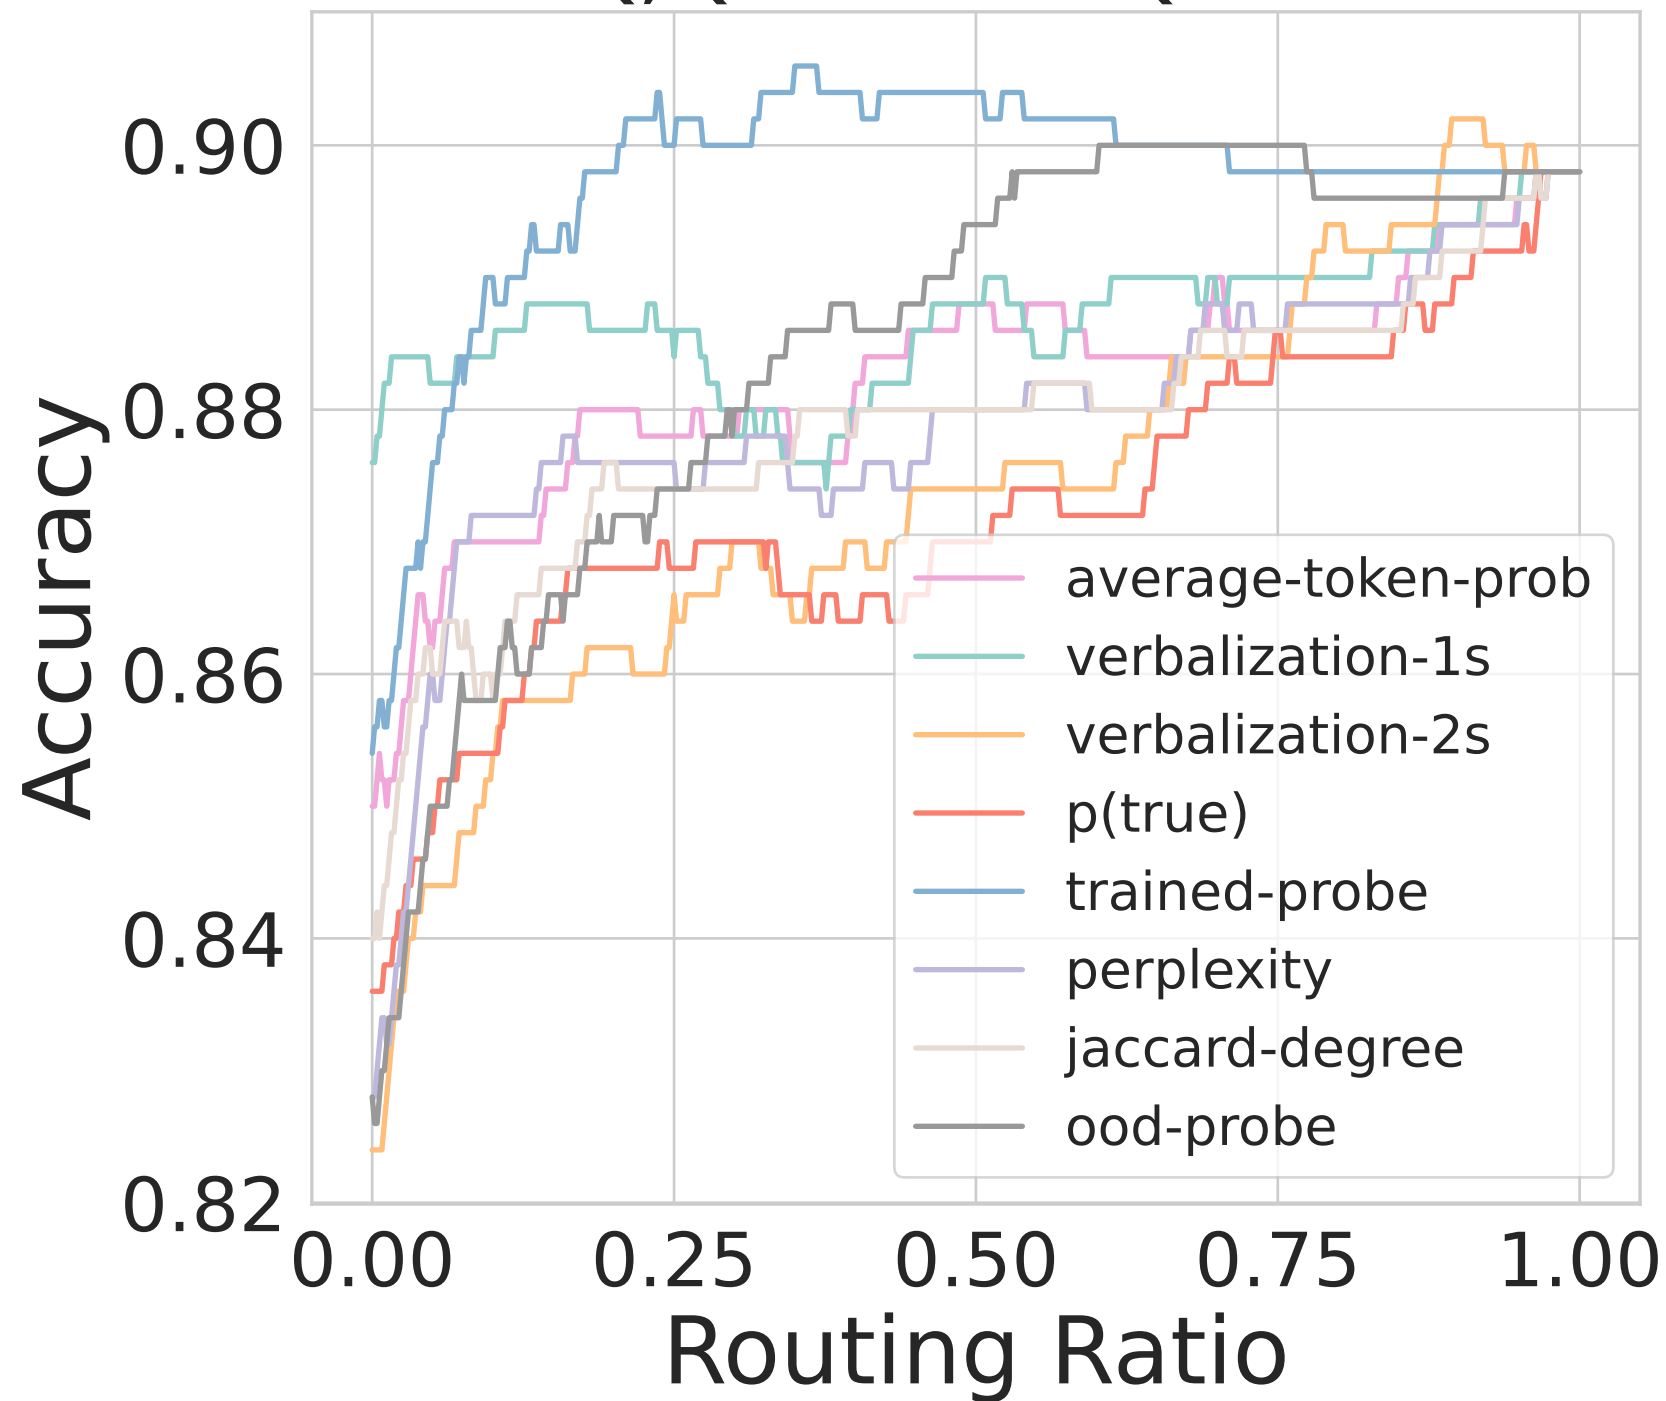 0.90
0.88
0.86
0.84
0.82
Accuracy
average-token-prob
verbalization-1s
verbalization-2s
p(true)
trained-probe
perplexity
jaccard-degree
ood-probe
0.00 0.25 0.50 0.75 1.00
Routing Ratio